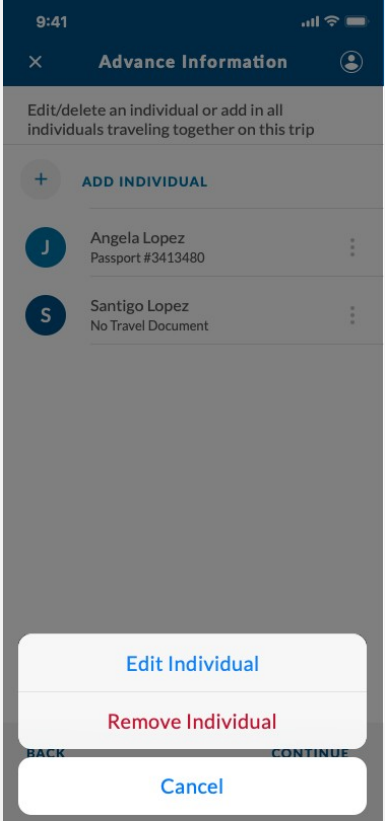 9:41
Advance Information
Edit/delete an individual or add in all
individuals traveling together on this trip
+ ADD INDIVIDUAL
J
Angela Lopez
Passport #3413480
S
Santigo Lopez
No Travel Document
Edit Individual
Remove Individual
BACK
CONTINUE
Cancel